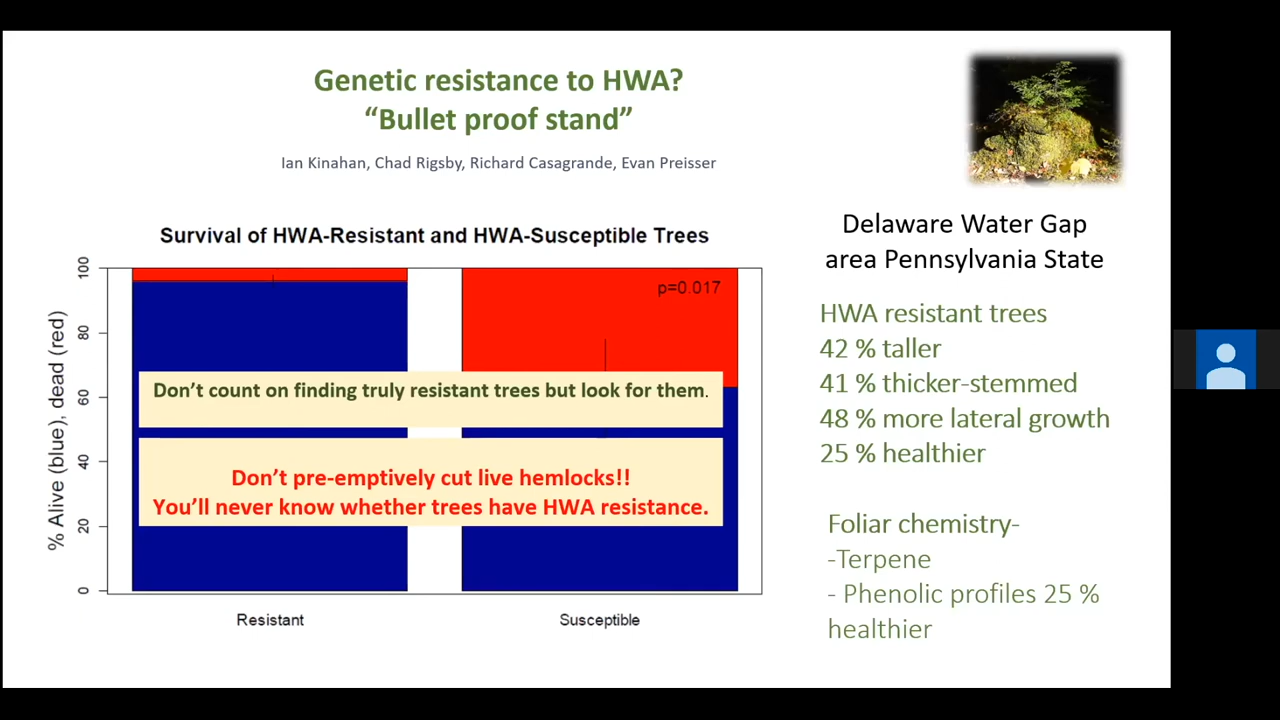 Genetic resistance to HWA?
“Bullet proof stand”
Ian Kinahan, Chad Rigsby, Richard Casagrande, Evan Preisser
Survival of HWA-Resistant and HWA-Susceptible Trees
% Alive (blue), dead (red)
100
80
60
40
20
0
p=0.017
Don’t count on finding truly resistant trees but look for them.
Don’t pre-emptively cut live hemlocks!!
You’ll never know whether trees have HWA resistance.
Resistant
Susceptible
Delaware Water Gap
area Pennsylvania State
HWA resistant trees
42 % taller
41 % thicker-stemmed
48 % more lateral growth
25 % healthier
Foliar chemistry-
-Terpene
- Phenolic profiles 25 %
healthier